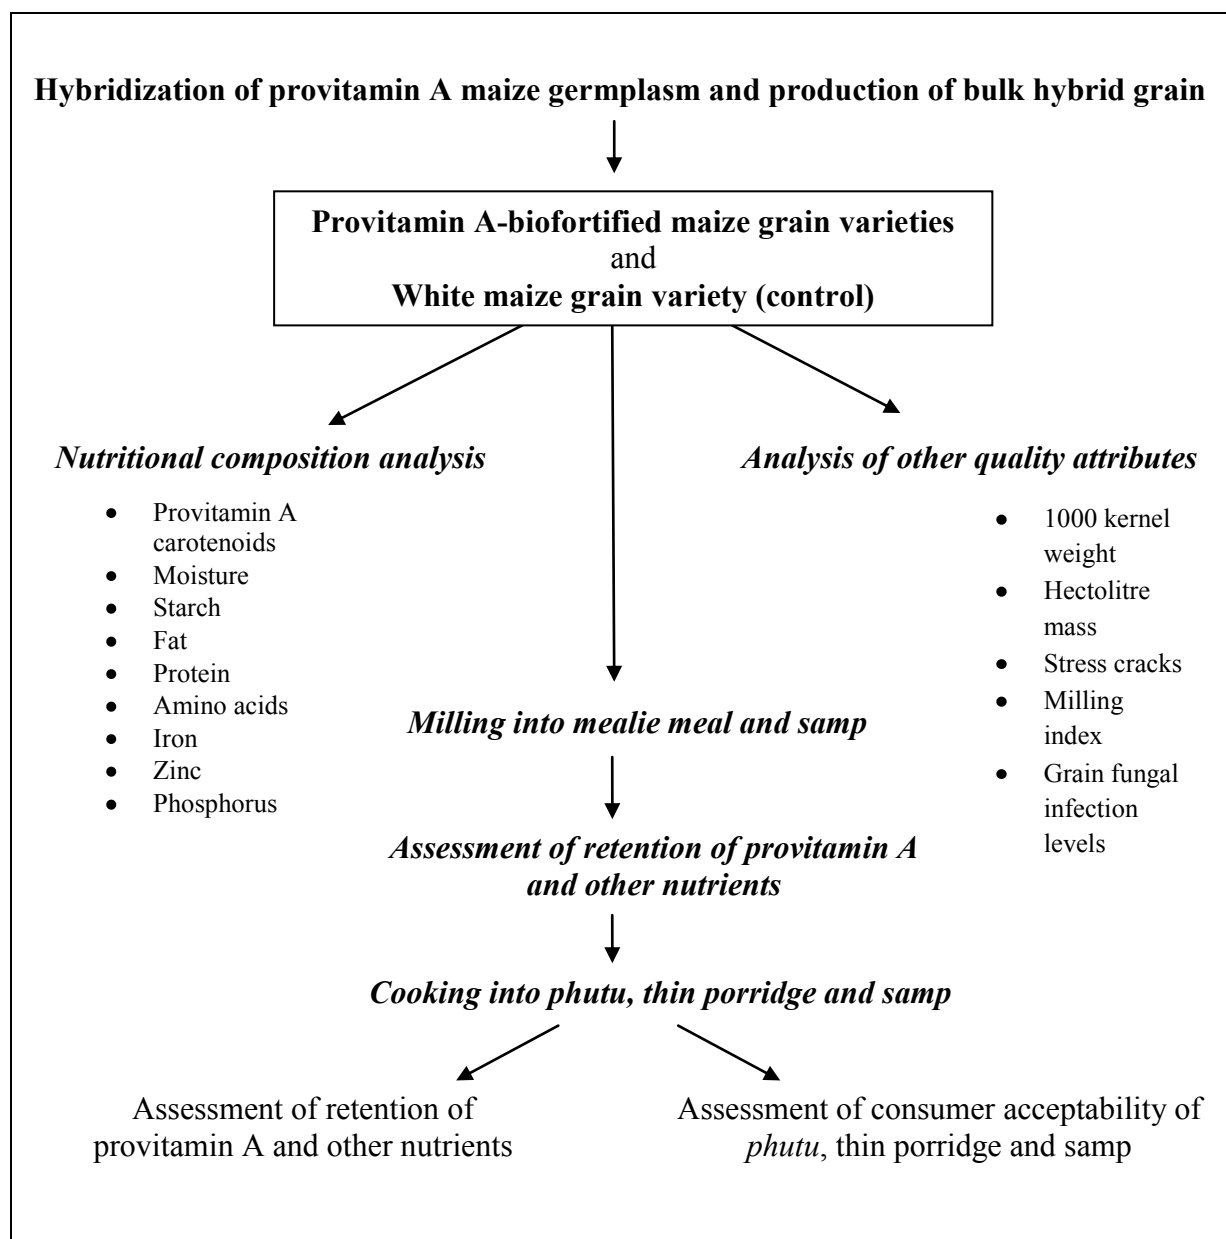 Hybridization of provitamin A maize germplasm and production of bulk hybrid grain
Provitamin A-biofortified maize grain varieties
and
White maize grain variety (control)
Nutritional composition analysis
• Provitamin A
carotenoids
• Moisture
• Starch
• Fat
• Protein
• Amino acids
• Iron
• Zinc
• Phosphorus
Analysis of other quality attributes
• 1000 kernel
weight
• Hectolitre
mass
• Stress cracks
• Milling
index
• Grain fungal
infection
levels
Milling into mealie meal and samp
Assessment of retention of provitamin A
and other nutrients
Cooking into phutu, thin porridge and samp
Assessment of retention of
provitamin A and other nutrients
Assessment of consumer acceptability of
phutu, thin porridge and samp